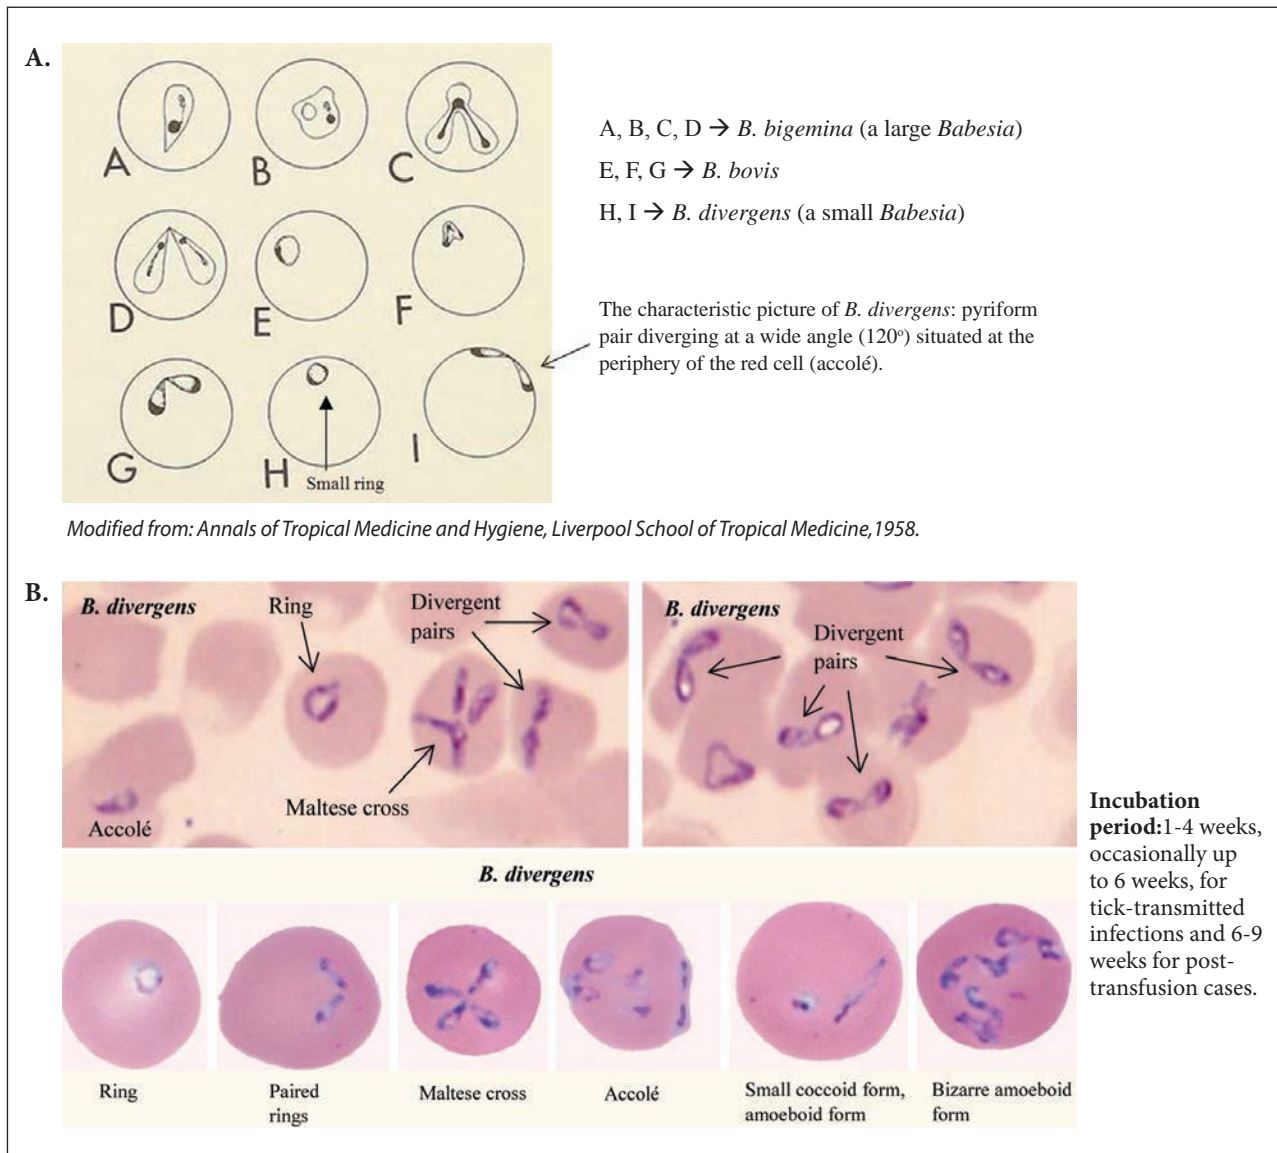 A.
A
B
C
D
E
F
G
H
I
Small ring
A, B, C, D → B. bigemina (a large Babesia)
E, F, G → B. bovis
H, I → B. divergens (a small Babesia)
The characteristic picture of B. divergens: pyriform
pair diverging at a wide angle (120º) situated at the
periphery of the red cell (accolé).
Modified from: Annals of Tropical Medicine and Hygiene, Liverpool School of Tropical Medicine,1958.
B.
B. divergens
Ring
Divergent
pairs
Maltese cross
Accolé
B. divergens
Divergent
pairs
B. divergens
Ring
Paired
rings
Maltese cross
Accolé
Small coccoid form,
amoeboid form
Bizarre amoeboid
form
Incubation
period:1-4 weeks,
occasionally up
to 6 weeks, for
tick-transmitted
infections and 6-9
weeks for post-
transfusion cases.